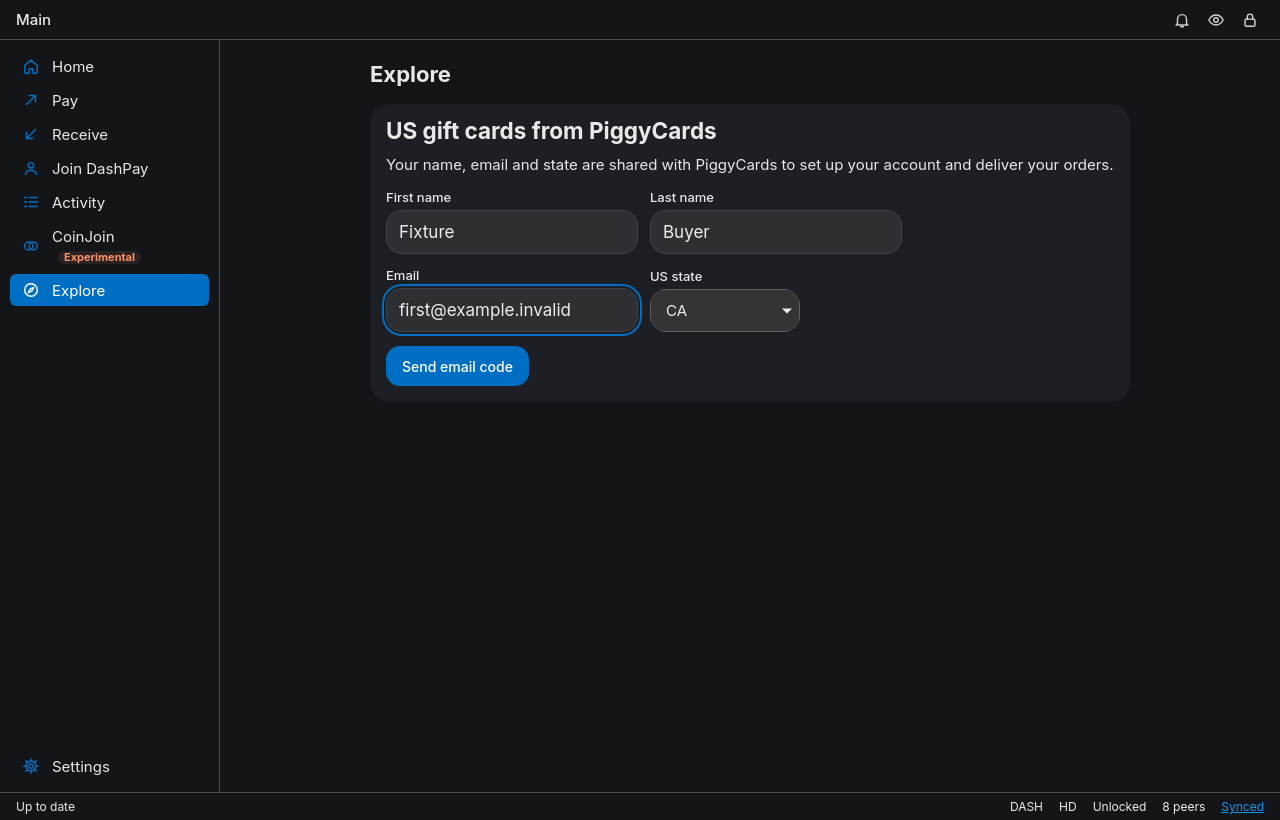 Main
Home
Pay
Receive
Join DashPay
Activity
CoinJoin
Experimental
Explore
Settings
Explore
US gift cards from PiggyCards
Your name, email and state are shared with PiggyCards to set up your account and deliver your orders.
First name Last name
Fixture Buyer
Email US state
first@example.invalid CA
Send email code
Up to date DASH HD Unlocked 8 peers Synced